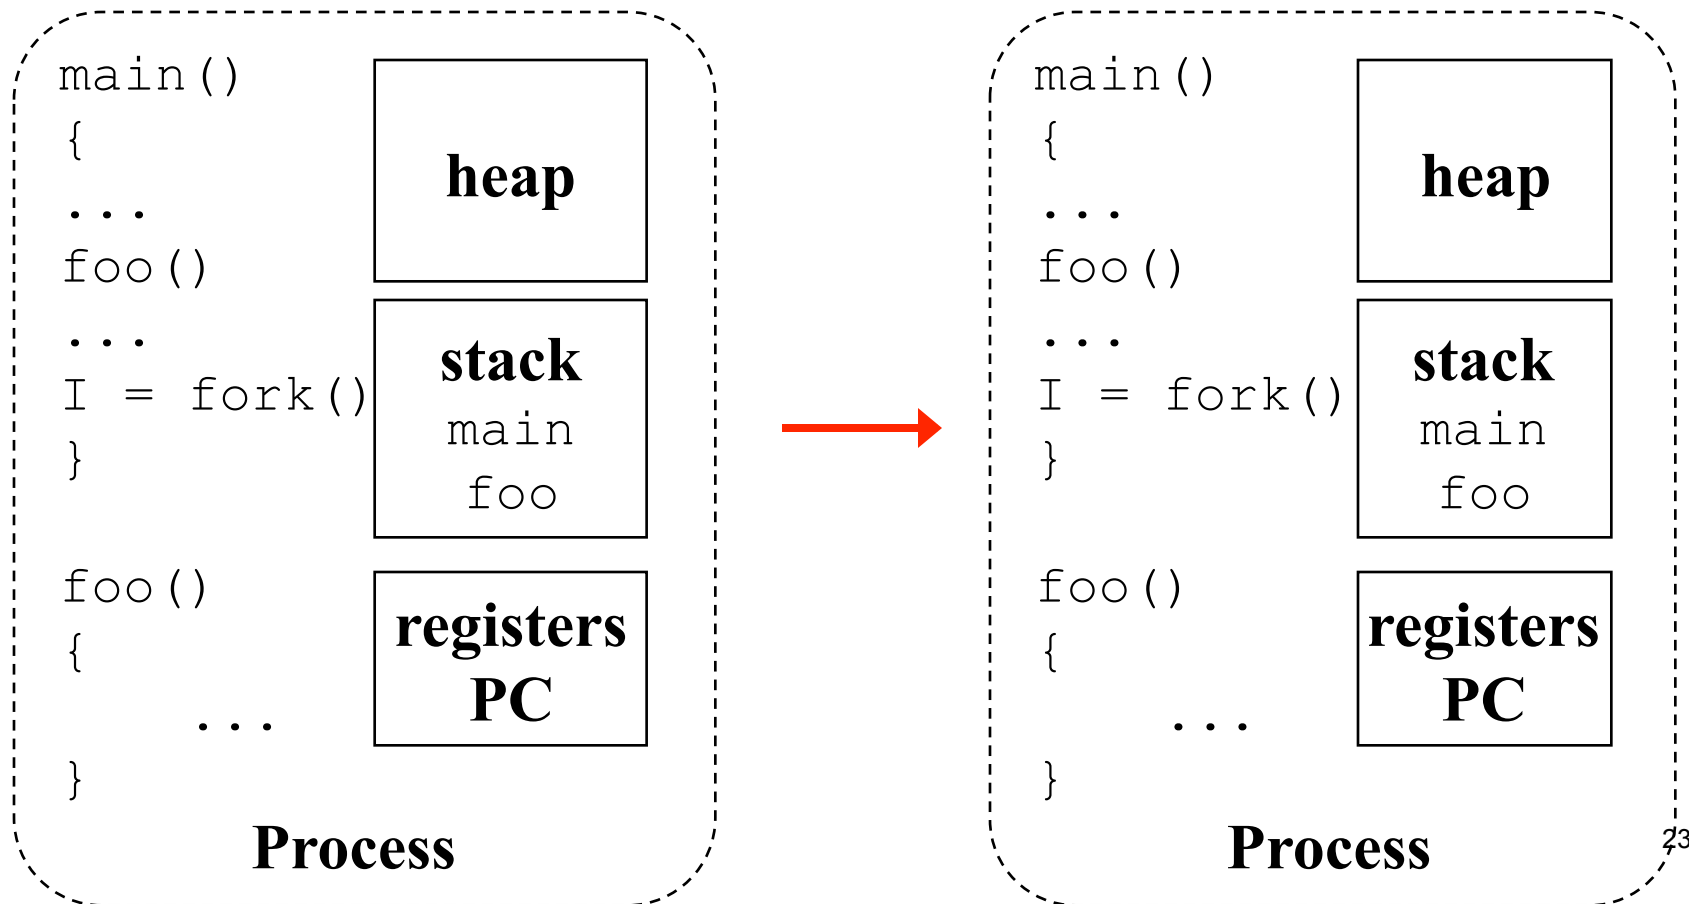 main()
{
...
foo()
...
I = fork()
}
foo()
{
...
}
heap
stack
main
foo
registers
PC
Process
main()
{
...
foo()
...
I = fork()
}
foo()
{
...
}
heap
stack
main
foo
registers
PC
Process
23